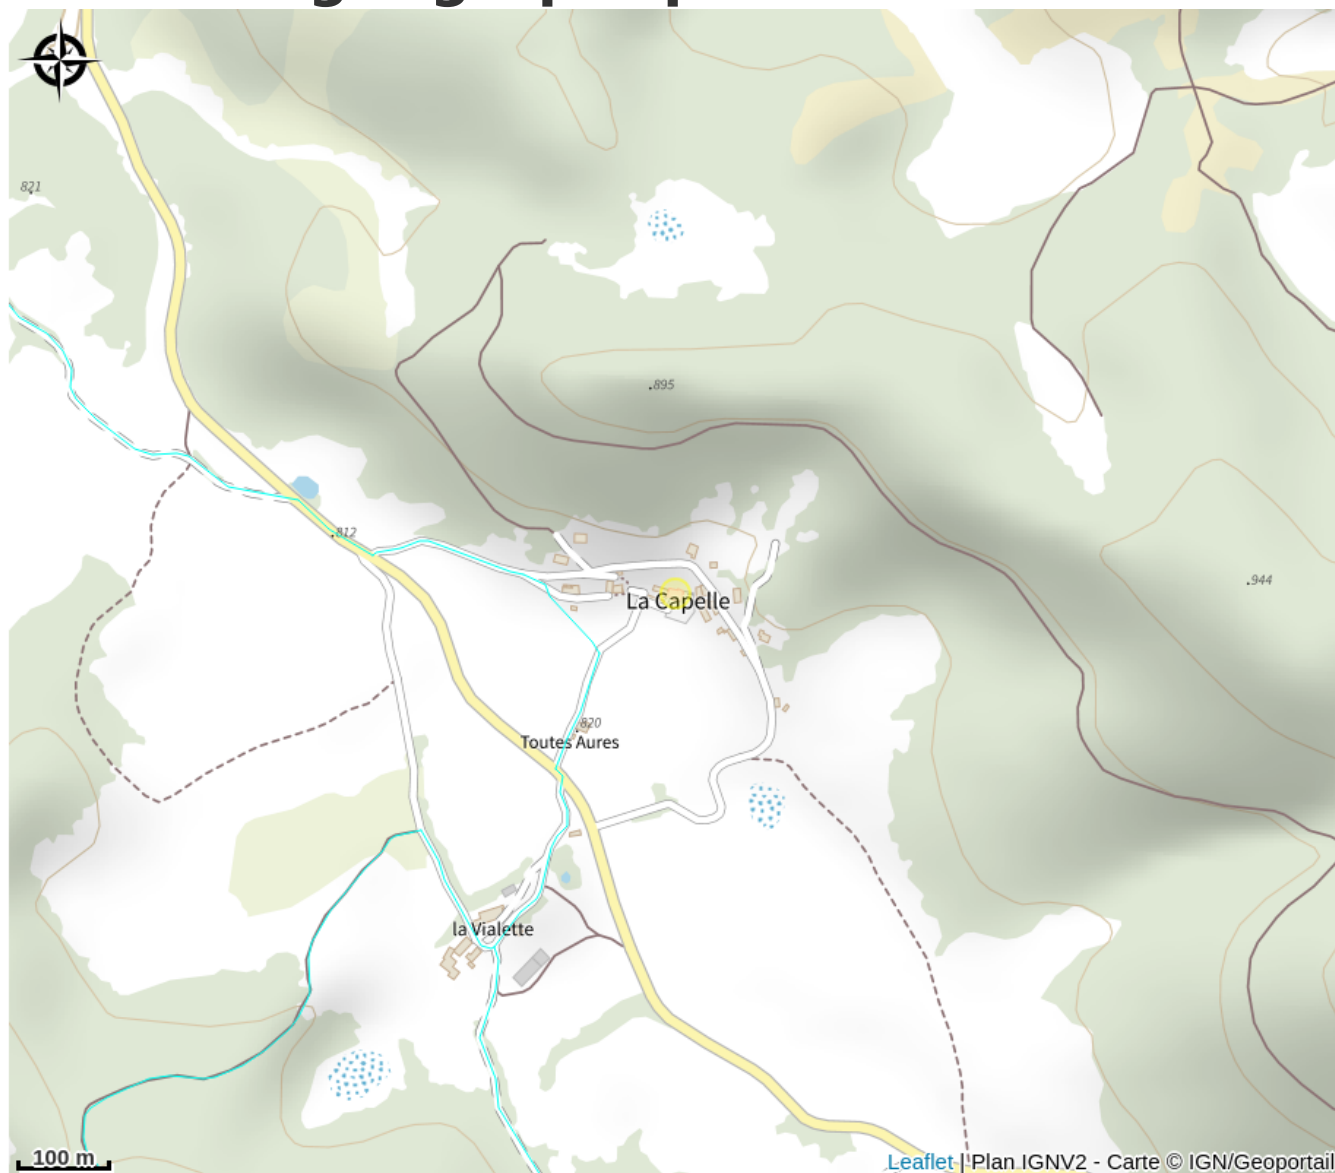 821
.895
812
La Capelle
.944
820
Toutes Aures
la Vialette
100 m
Leaflet | Plan IGNV2 - Carte © IGN/Geoportail